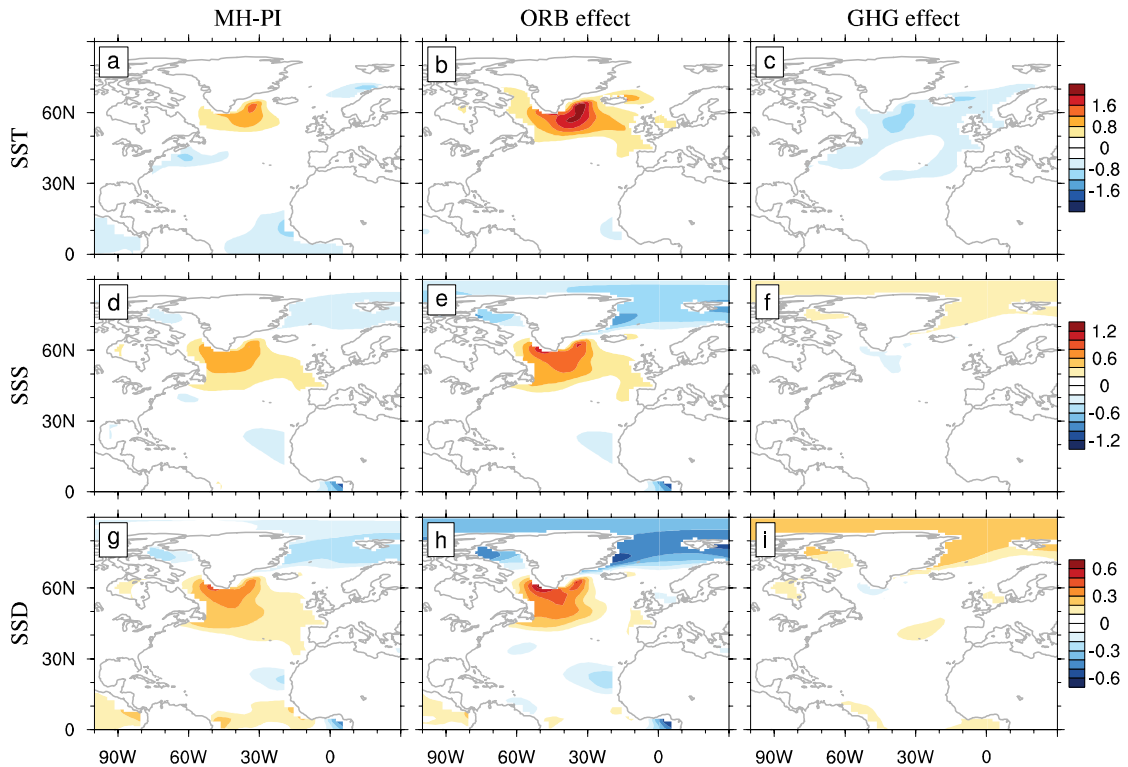 MH-PI ORB effect GHG effect
a b c
SST
60N
30N
0
1.6
0.8
0
-0.8
-1.6
d e f
SSS
60N
30N
0
1.2
0.6
0
-0.6
-1.2
g h i
SSD
60N
30N
0
0.6
0.3
0
-0.3
-0.6
90W 60W 30W 0 90W 60W 30W 0 90W 60W 30W 0